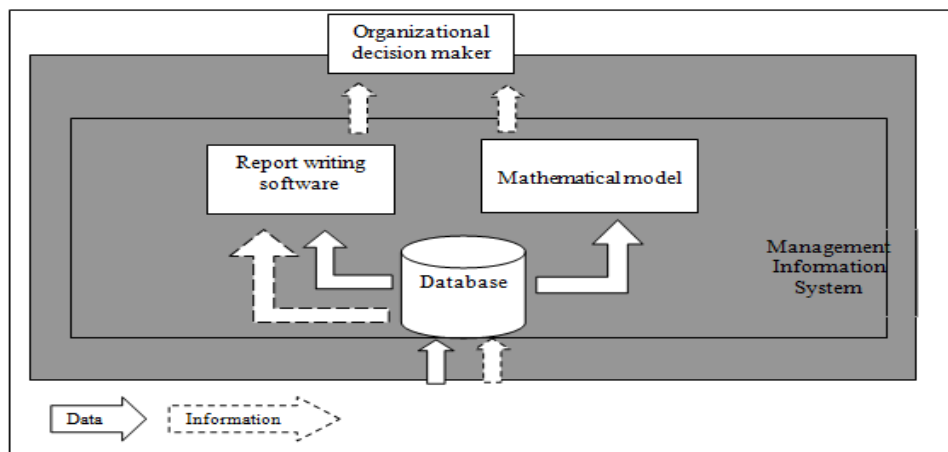 Organizational
decision maker
Report writing
software
Mathematical model
Database
Management
Information
System
Data
Information